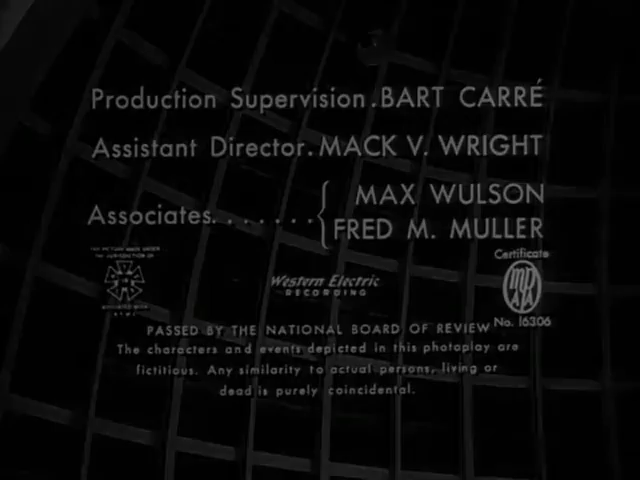 Production Supervision.BART CARRÉ
Assistant Director.MACK V. WRIGHT
Associates.......{ MAX WULSON
FRED M. MULLER
Certificate
Western Electric
RECORDING
MPDA
No. 16306
PASSED BY THE NATIONAL BOARD OF REVIEW
The characters and events depicted in this photoplay are
fictitious. Any similarity to actual persons, living or
dead is purely coincidental.